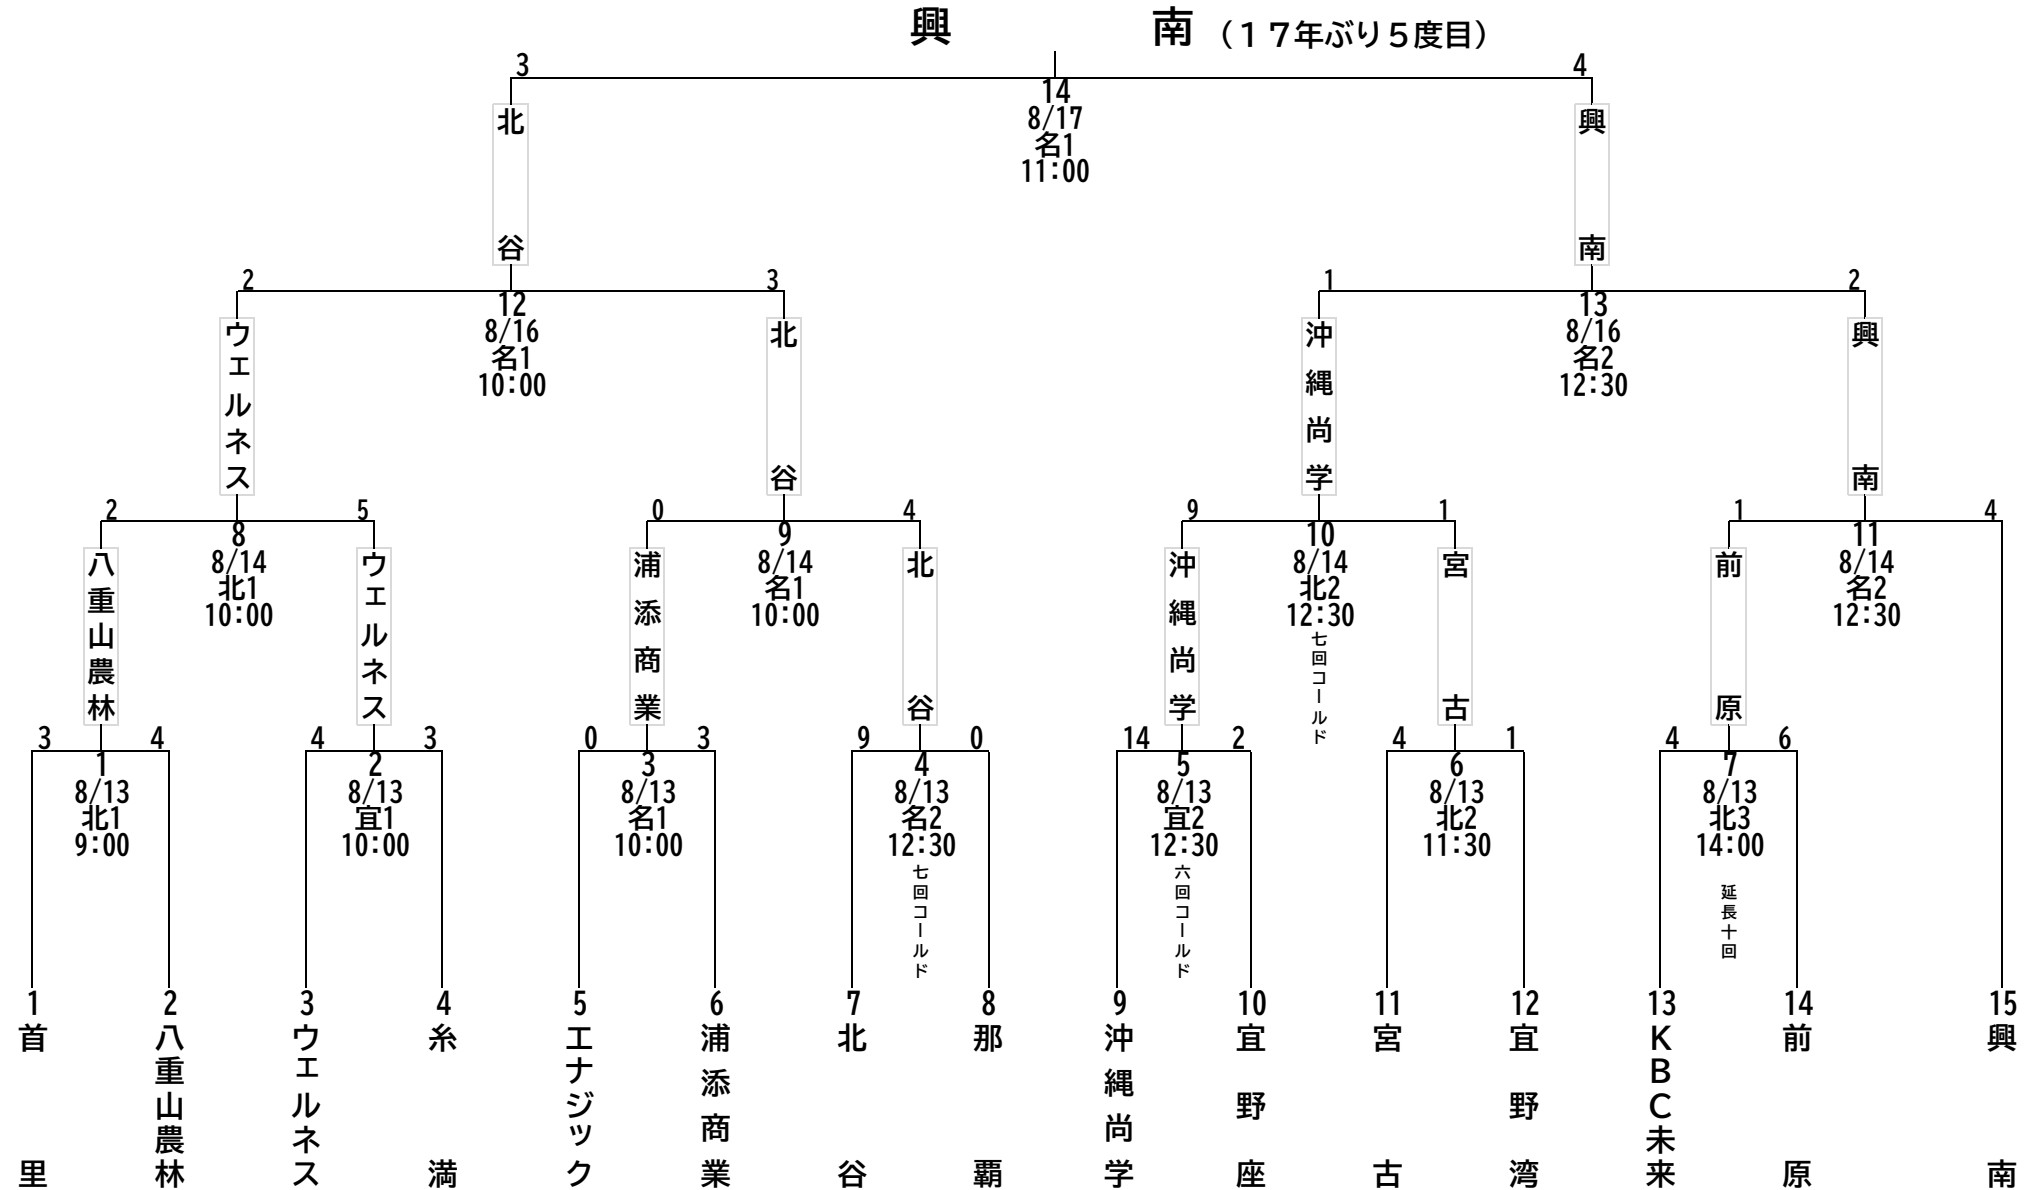 興 南 （１７年ぶり５度目）
3 4
14
8/17
名1
11:00
北谷
興南
2 3
12
8/16
名1
10:00
1 2
13
8/16
名2
12:30
ウェルネス
北谷
沖縄尚学
興南
2 5
8
8/14
北1
10:00
0 4
9
8/14
名1
10:00
9 1
10
8/14
北2
12:30
七回コールド
1 4
11
8/14
名2
12:30
八重山農林
ウェルネス
浦添商業
北谷
沖縄尚学
宮古
前原
3 4
1
8/13
北1
9:00
4 3
2
8/13
宜1
10:00
0 3
3
8/13
名1
10:00
9 0
4
8/13
名2
12:30
七回コールド
14 2
5
8/13
宜2
12:30
六回コールド
4 1
6
8/13
北2
11:30
4 6
7
8/13
北3
14:00
延長十回
1
首里
2
八重山農林
3
ウェルネス
4
糸満
5
エナジック
6
浦添商業
7
北谷
8
那覇
9
沖縄尚学
10
宜野座
11
宮古
12
宜野湾
13
ＫＢＣ未来
14
前原
15
興南